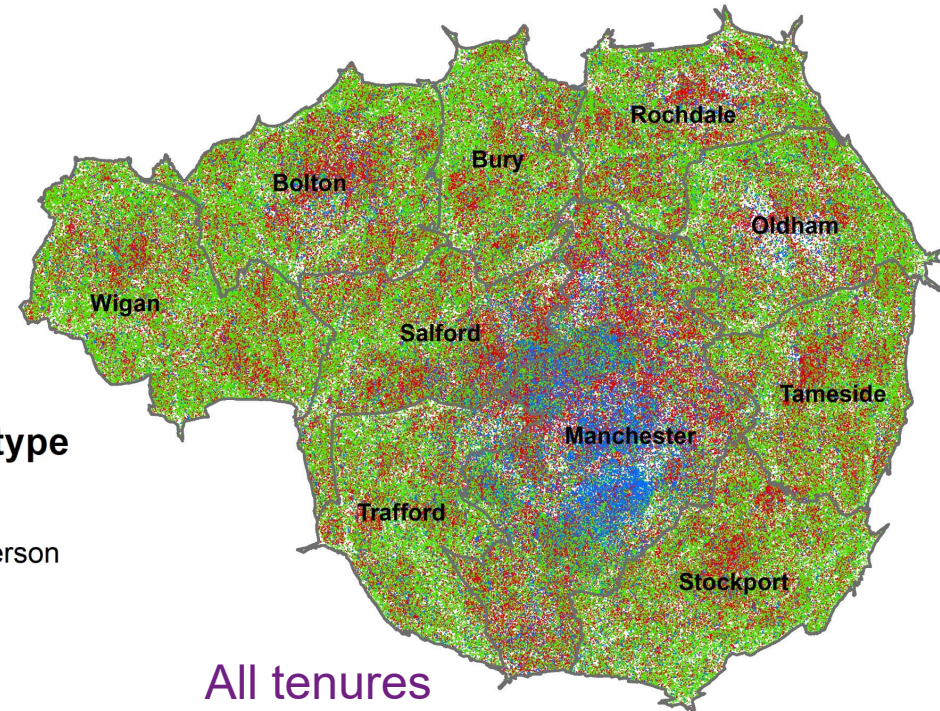 Rochdale
Bury
Bolton
Oldham
Wigan
Salford
Tameside
Manchester
type
Trafford
erson
Stockport
All tenures